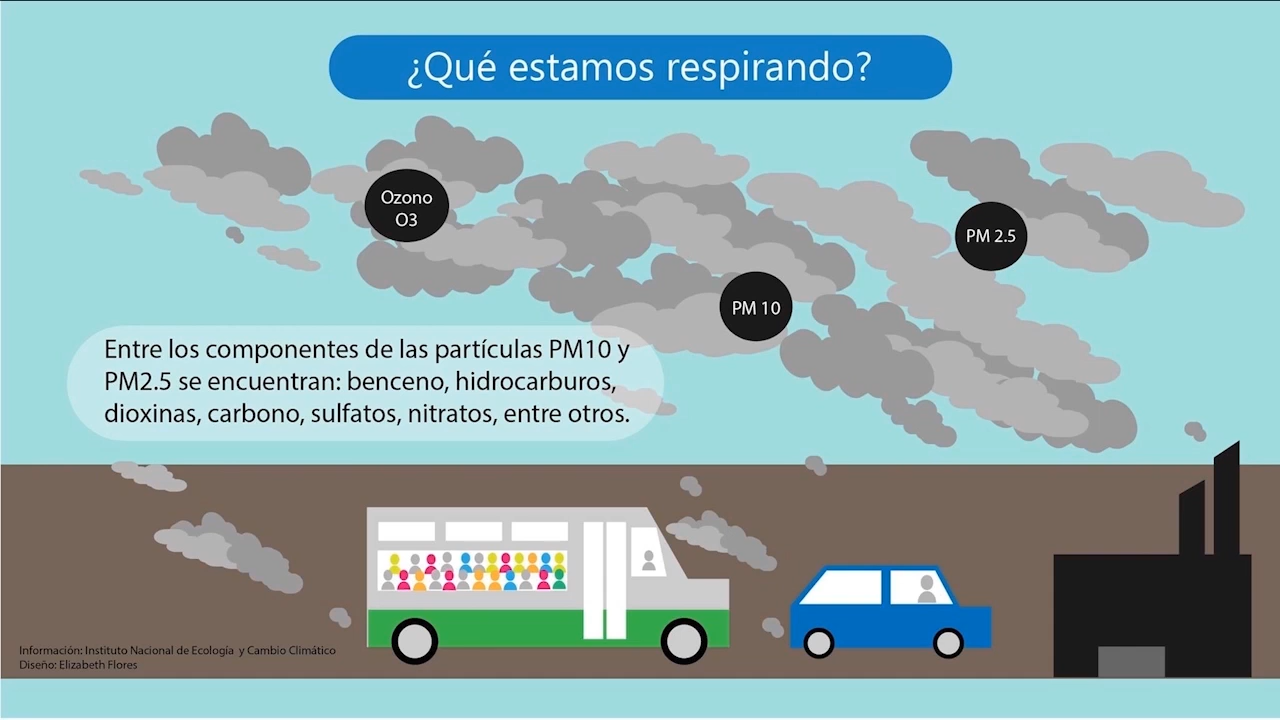 ¿Qué estamos respirando?
Ozono
O3
PM 2.5
PM 10
Entre los componentes de las partículas PM10 y
PM2.5 se encuentran: benceno, hidrocarburos,
dioxinas, carbono, sulfatos, nitratos, entre otros.
Información: Instituto Nacional de Ecología y Cambio Climático
Diseño: Elizabeth Flores